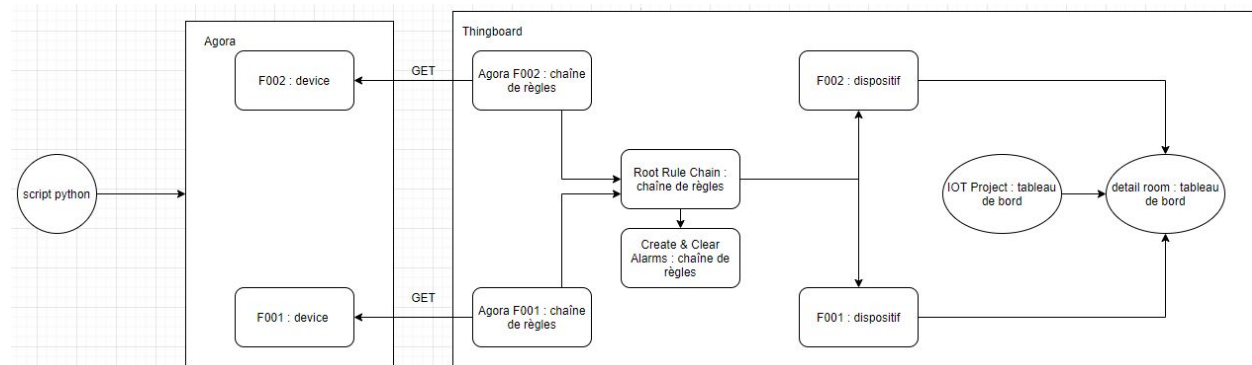 Agora
Thingboard
F002 : device
GET
Agora F002 : chaîne
de règles
F002 : dispositif
script python
Root Rule Chain :
chaîne de règles
IOT Project : tableau
de bord
detail room : tableau
de bord
Create & Clear
Alarms : chaîne de
règles
F001 : device
GET
Agora F001 : chaîne
de règles
F001 : dispositif